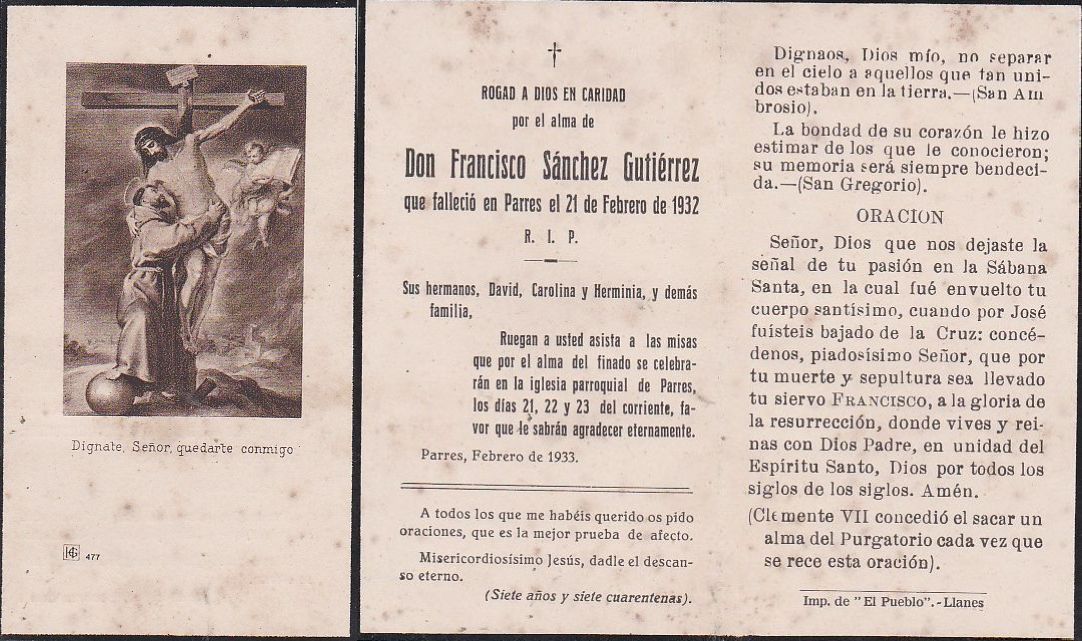 Dígnate, Señor, quedarte conmigo
HG 477
ROGAD A DIOS EN CARIDAD
por el alma de
Don Francisco Sánchez Gutiérrez
que falleció en Parres el 21 de Febrero de 1932
R. I. P.
Sus hermanos, David, Carolina y Herminia, y demás
familia,
Ruegan a usted asista a las misas
que por el alma del finado se celebra-
rán en la iglesia parroquial de Parres,
los días 21, 22 y 23 del corriente, fa-
vor que le sabrán agradecer eternamente.
Parres, Febrero de 1933.
A todos los que me habéis querido os pido
oraciones, que es la mejor prueba de afecto.
Misericordiosísimo Jesús, dadle el descan-
so eterno.
(Siete años y siete cuarentenas).
Dignaos, Dios mío, no separar
en el cielo a aquellos que tan uni-
dos estaban en la tierra.—(San Am
brosio).
La bondad de su corazón le hizo
estimar de los que le conocieron;
su memoria será siempre bendeci-
da.—(San Gregorio).
ORACION
Señor, Dios que nos dejaste la
señal de tu pasión en la Sábana
Santa, en la cual fué envuelto tu
cuerpo santísimo, cuando por José
fuísteis bajado de la Cruz: concé-
denos, piadosísimo Señor, que por
tu muerte y sepultura sea llevado
tu siervo FRANCISCO, a la gloria de
la resurrección, donde vives y rei-
nas con Dios Padre, en unidad del
Espíritu Santo, Dios por todos los
siglos de los siglos. Amén.
(Clemente VII concedió el sacar un
alma del Purgatorio cada vez que
se rece esta oración).
Imp. de "El Pueblo".-Llanes